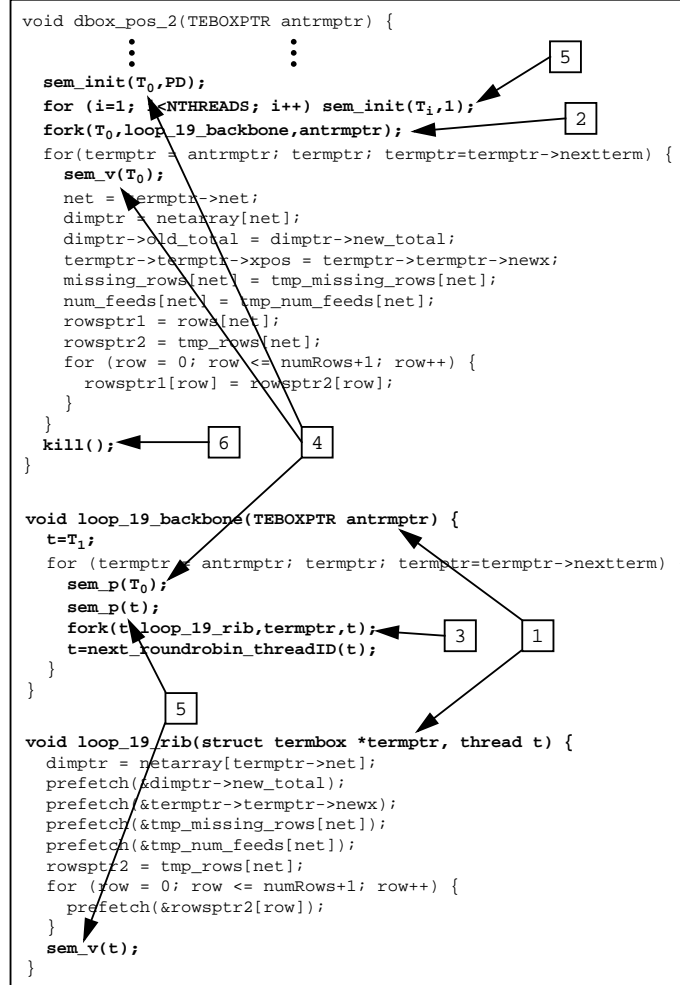 void dbox_pos_2(TEBOXPTR antrmptr) {
5
sem_init(T0,PD);
for (i=1; i<NTHREADS; i++) sem_init(Ti,1);
2
fork(T0,loop_19_backbone,antrmptr);
for(termptr = antrmptr; termptr; termptr=termptr->nextterm) {
sem_v(T0);
net = termptr->net;
dimptr = netarray[net];
dimptr->old_total = dimptr->new_total;
termptr->termptr->xpos = termptr->termptr->newx;
missing_rows[net] = tmp_missing_rows[net];
num_feeds[net] = tmp_num_feeds[net];
rowsptr1 = rows[net];
rowsptr2 = tmp_rows[net];
for (row = 0; row <= numRows+1; row++) {
rowsptr1[row] = rowsptr2[row];
}
}
kill();
6
4
}
void loop_19_backbone(TEBOXPTR antrmptr) {
t=T1;
for (termptr = antrmptr; termptr; termptr=termptr->nextterm)
sem_p(T0);
sem_p(t);
fork(t,loop_19_rib,termptr,t);
3
1
t=next_roundrobin_threadID(t);
}
}
5
void loop_19_rib(struct termbox *termptr, thread t) {
dimptr = netarray[termptr->net];
prefetch(&dimptr->new_total);
prefetch(&termptr->termptr->newx);
prefetch(&tmp_missing_rows[net]);
prefetch(&tmp_num_feeds[net]);
rowsptr2 = tmp_rows[net];
for (row = 0; row <= numRows+1; row++) {
prefetch(&rowsptr2[row]);
}
sem_v(t);
}